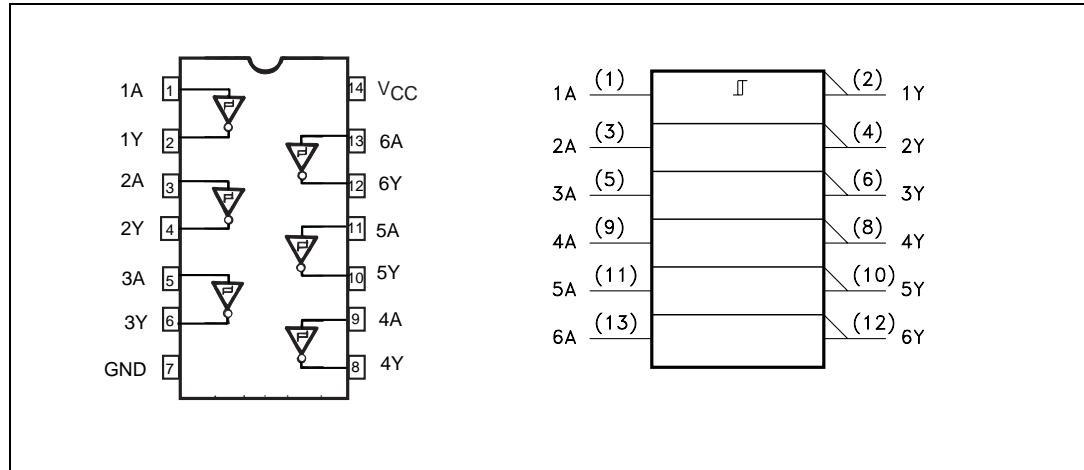 1A 1
1Y 2
2A 3
2Y 4
3A 5
3Y 6
GND 7
14 VCC
13 6A
12 6Y
11 5A
10 5Y
9 4A
8 4Y
1A (1) (2) 1Y
2A (3) (4) 2Y
3A (5) (6) 3Y
4A (9) (8) 4Y
5A (11) (10) 5Y
6A (13) (12) 6Y